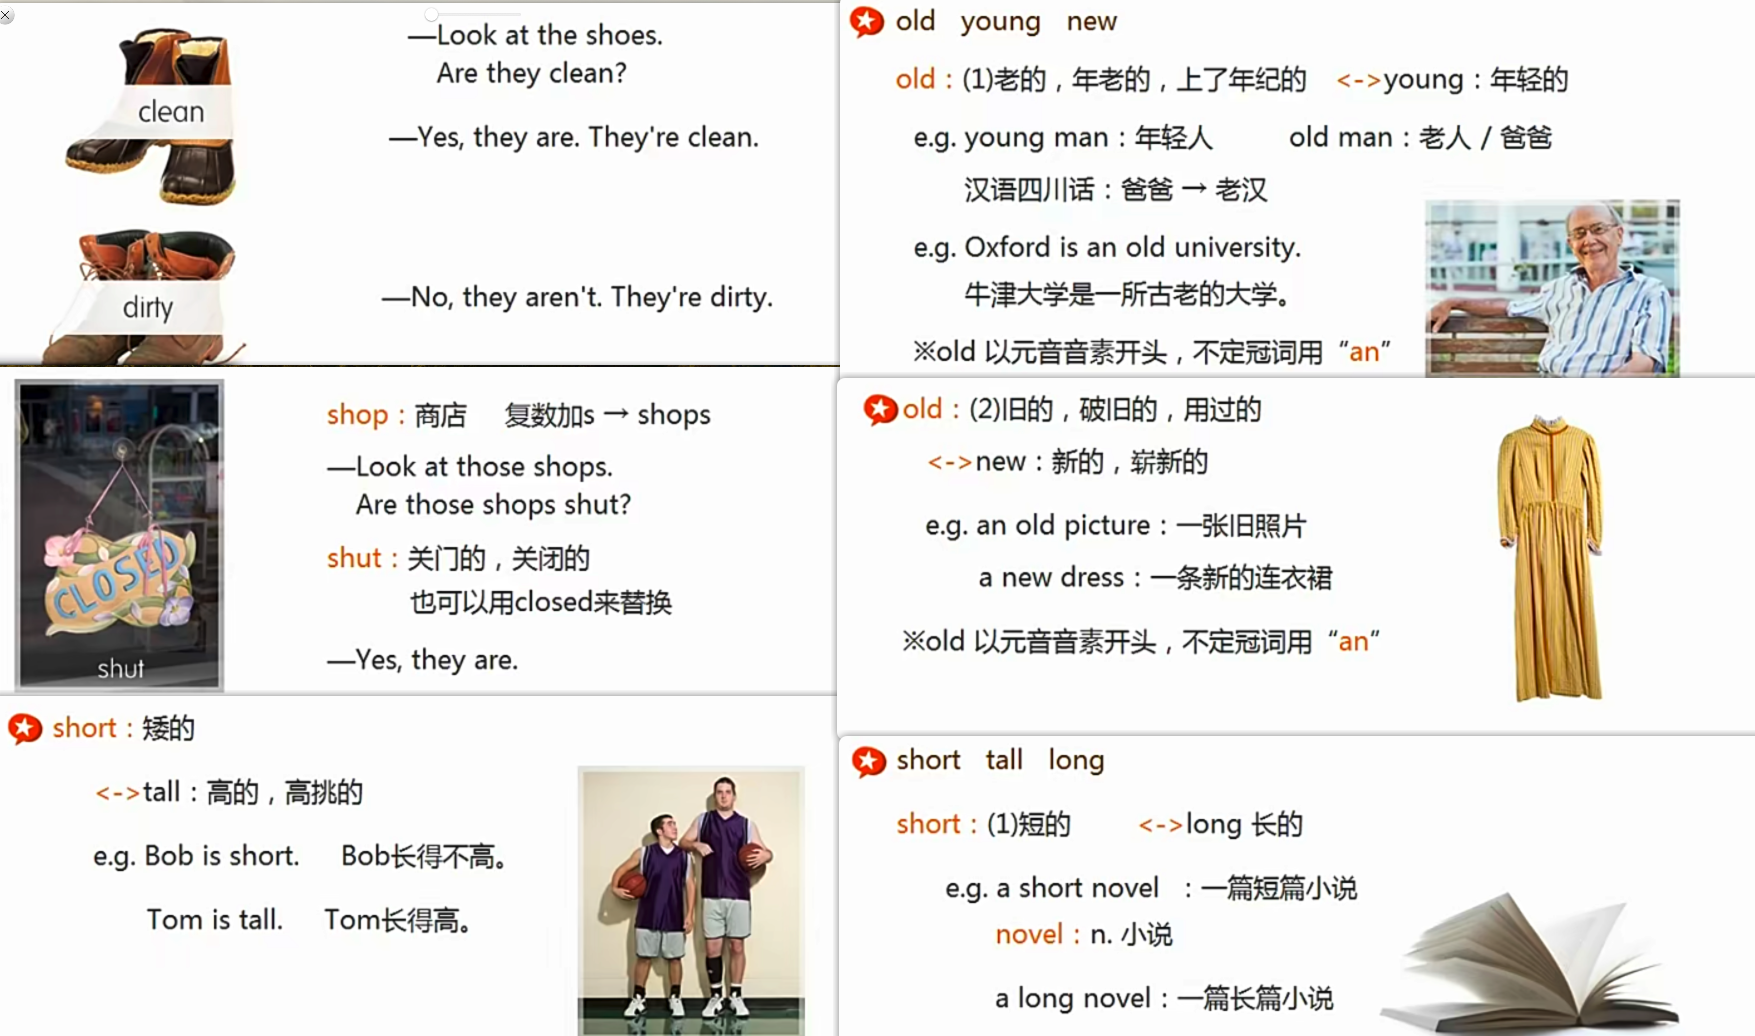 —Look at the shoes.
Are they clean?
clean
—Yes, they are. They're clean.
dirty
—No, they aren't. They're dirty.
shop：商店 复数加s → shops
—Look at those shops.
Are those shops shut?
shut：关门的，关闭的
也可以用closed来替换
—Yes, they are.
CLOSED
shut
short：矮的
<->tall：高的，高挑的
e.g. Bob is short. Bob长得不高。
Tom is tall. Tom长得高。
old young new
old：(1)老的，年老的，上了年纪的 <->young：年轻的
e.g. young man：年轻人 old man：老人 / 爸爸
汉语四川话：爸爸 → 老汉
e.g. Oxford is an old university.
牛津大学是一所古老的大学。
※old 以元音音素开头，不定冠词用“an”
old：(2)旧的，破旧的，用过的
<->new：新的，崭新的
e.g. an old picture：一张旧照片
a new dress：一条新的连衣裙
※old 以元音音素开头，不定冠词用“an”
short tall long
short：(1)短的 <->long 长的
e.g. a short novel ：一篇短篇小说
novel：n. 小说
a long novel：一篇长篇小说